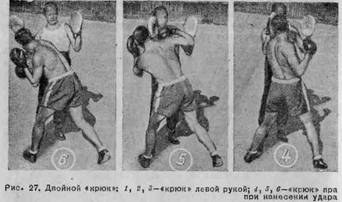 6
5
4
Рис. 27. Двойной «крюк»: 1, 2, 3—«крюк» левой рукой; 4, 5, 6—«крюк» пра
при нанесении удара